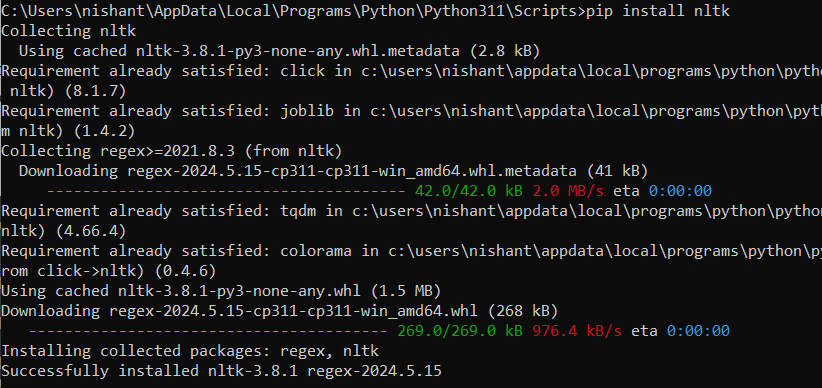 C:\Users\nishant\AppData\Local\Programs\Python\Python311\Scripts>pip install nltk
Collecting nltk
  Using cached nltk-3.8.1-py3-none-any.whl.metadata (2.8 kB)
Requirement already satisfied: click in c:\users\nishant\appdata\local\programs\python\pyth
 nltk) (8.1.7)
Requirement already satisfied: joblib in c:\users\nishant\appdata\local\programs\python\pyt
m nltk) (1.4.2)
Collecting regex>=2021.8.3 (from nltk)
  Downloading regex-2024.5.15-cp311-cp311-win_amd64.whl.metadata (41 kB)
     ---------------------------------------- 42.0/42.0 kB 2.0 MB/s eta 0:00:00
Requirement already satisfied: tqdm in c:\users\nishant\appdata\local\programs\python\pytho
nltk) (4.66.4)
Requirement already satisfied: colorama in c:\users\nishant\appdata\local\programs\python\p
rom click->nltk) (0.4.6)
Using cached nltk-3.8.1-py3-none-any.whl (1.5 MB)
Downloading regex-2024.5.15-cp311-cp311-win_amd64.whl (268 kB)
   ---------------------------------------- 269.0/269.0 kB 976.4 kB/s eta 0:00:00
Installing collected packages: regex, nltk
Successfully installed nltk-3.8.1 regex-2024.5.15